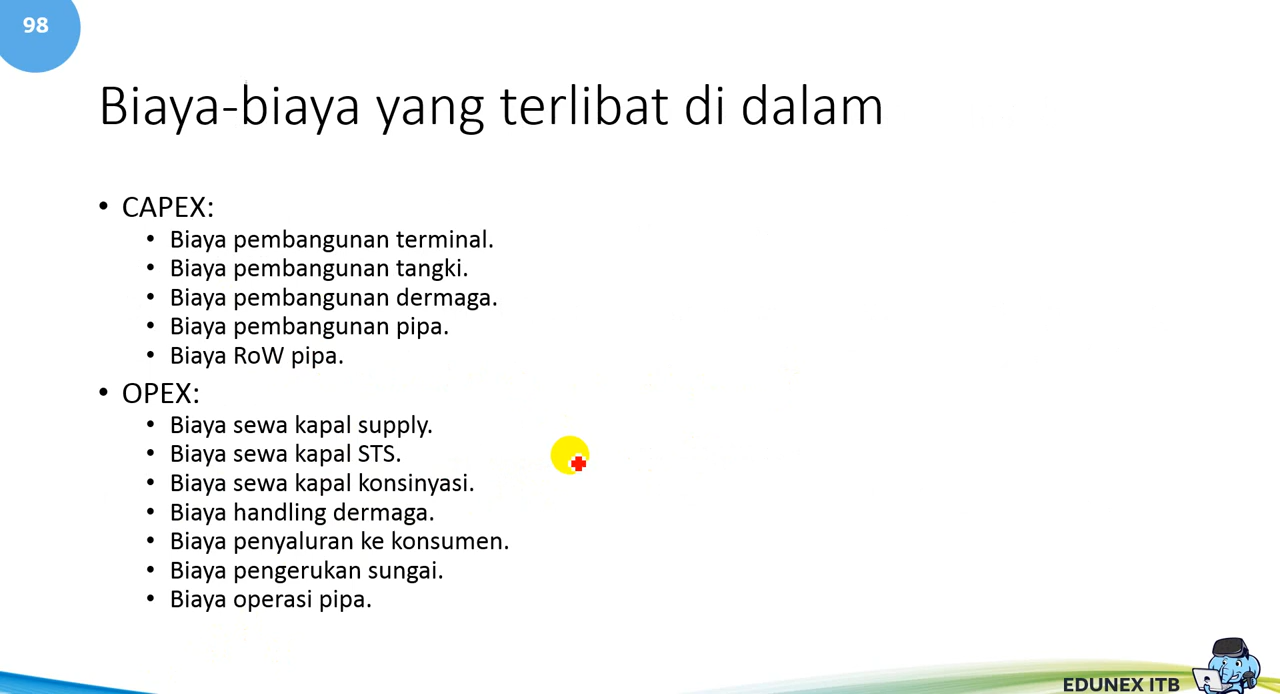 98
Biaya-biaya yang terlibat di dalam
• CAPEX:
• Biaya pembangunan terminal.
• Biaya pembangunan tangki.
• Biaya pembangunan dermaga.
• Biaya pembangunan pipa.
• Biaya RoW pipa.
• OPEX:
• Biaya sewa kapal supply.
• Biaya sewa kapal STS.
• Biaya sewa kapal konsinyasi.
• Biaya handling dermaga.
• Biaya penyaluran ke konsumen.
• Biaya pengerukan sungai.
• Biaya operasi pipa.
EDUNEX ITB